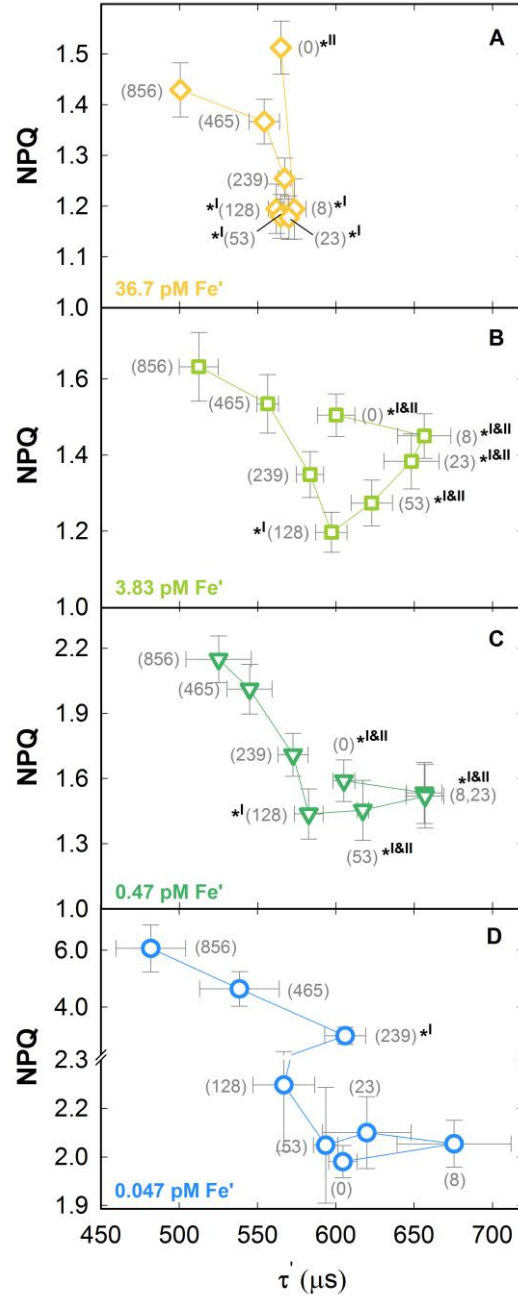 A
1.5
(0)*II
(856)
1.4
(465)
NPQ
1.3
(239)
1.2
*I(128)
(8)*I
*I(53)
(23)*I
1.1
36.7 pM Fe'
1.0
B
(856)
1.6
(465)
(0)*I&II
(8)*I&II
NPQ
1.4
(239)
(23)*I&II
(53)*I&II
1.2
*I(128)
3.83 pM Fe'
1.0
C
2.2
(856)
(465)
1.9
NPQ
(239)
(0)*I&II
1.6
*I&II
(8,23)
*I(128)
(53)*I&II
1.3
0.47 pM Fe'
1.0
D
6.0
(856)
(465)
4.0
(239)*I
NPQ
2.3
(128)
(23)
2.2
(53)
2.0
(0)
(8)
0.047 pM Fe'
1.9
450 500 550 600 650 700
τ' (μs)